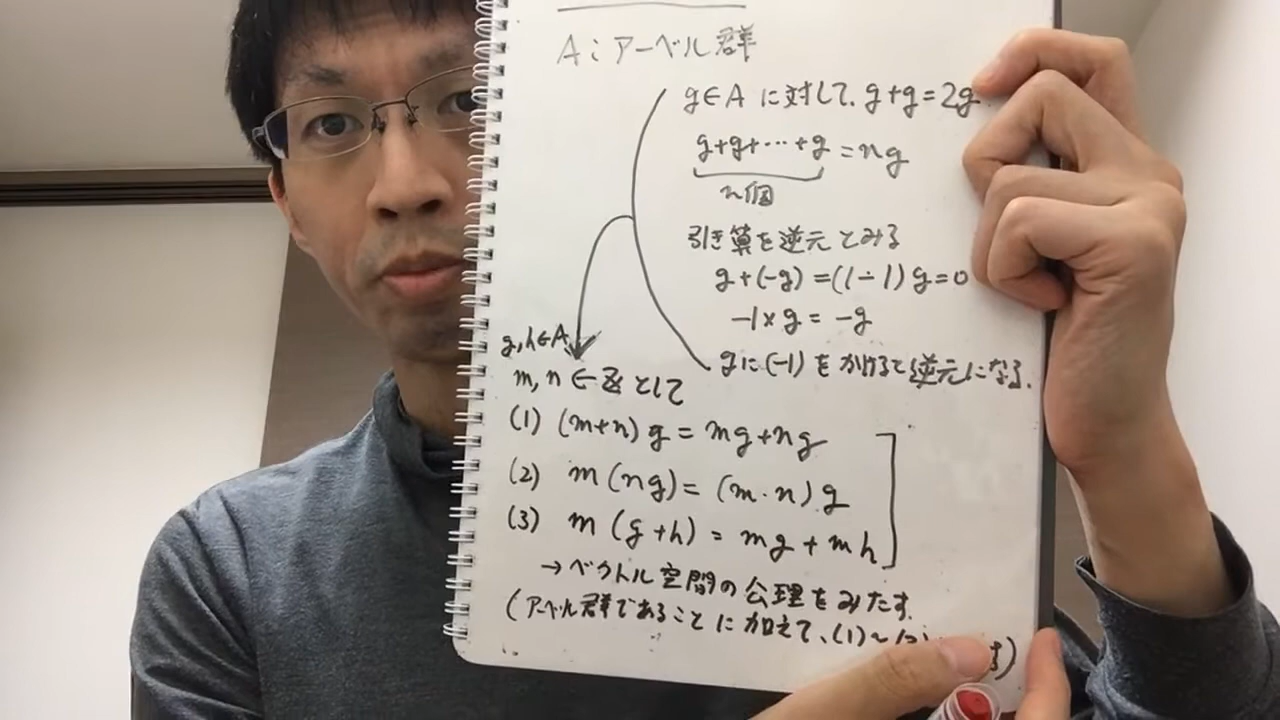 A:アーベル群
g∈A に対して、g+g=2g
g+g+…+g=ng
n個
引き算を逆元とみる
g+(-g)=(1-1)g=0
-1×g=-g
gに(-1)をかけると逆元になる.
g,h∈A
m,n∈ℤとして
(1) (m+n)g=mg+ng
(2) m(ng)=(m·n)g
(3) m(g+h)=mg+mh
→ベクトル空間の公理をみたす.
(アーベル群であることに加えて、(1)~